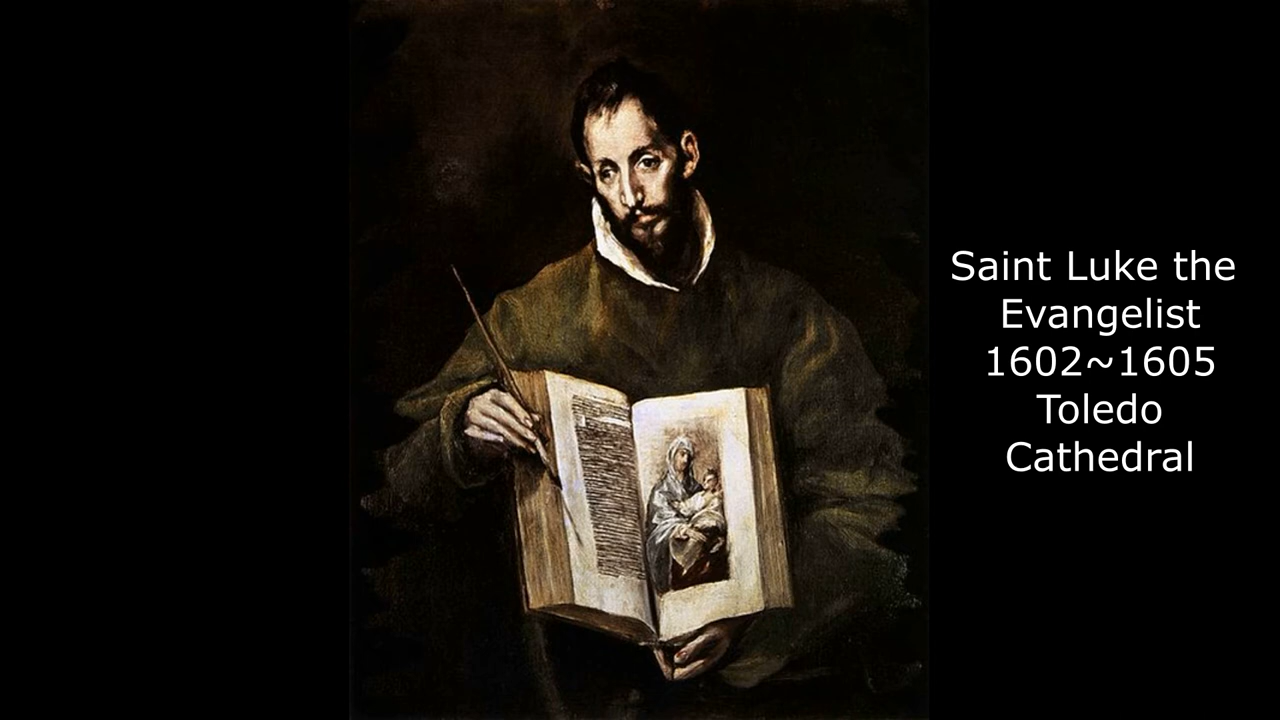 Saint Luke the
Evangelist
1602~1605
Toledo
Cathedral